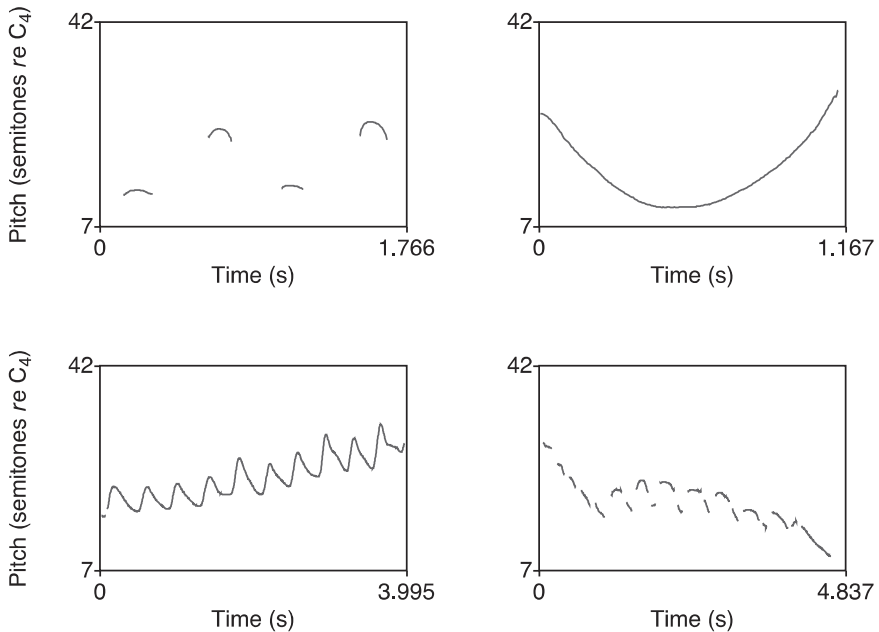 Pitch (semitones re C4)
42
7
0
1.766
Time (s)
42
7
0
1.167
Time (s)
Pitch (semitones re C4)
42
7
0
3.995
Time (s)
42
7
0
4.837
Time (s)